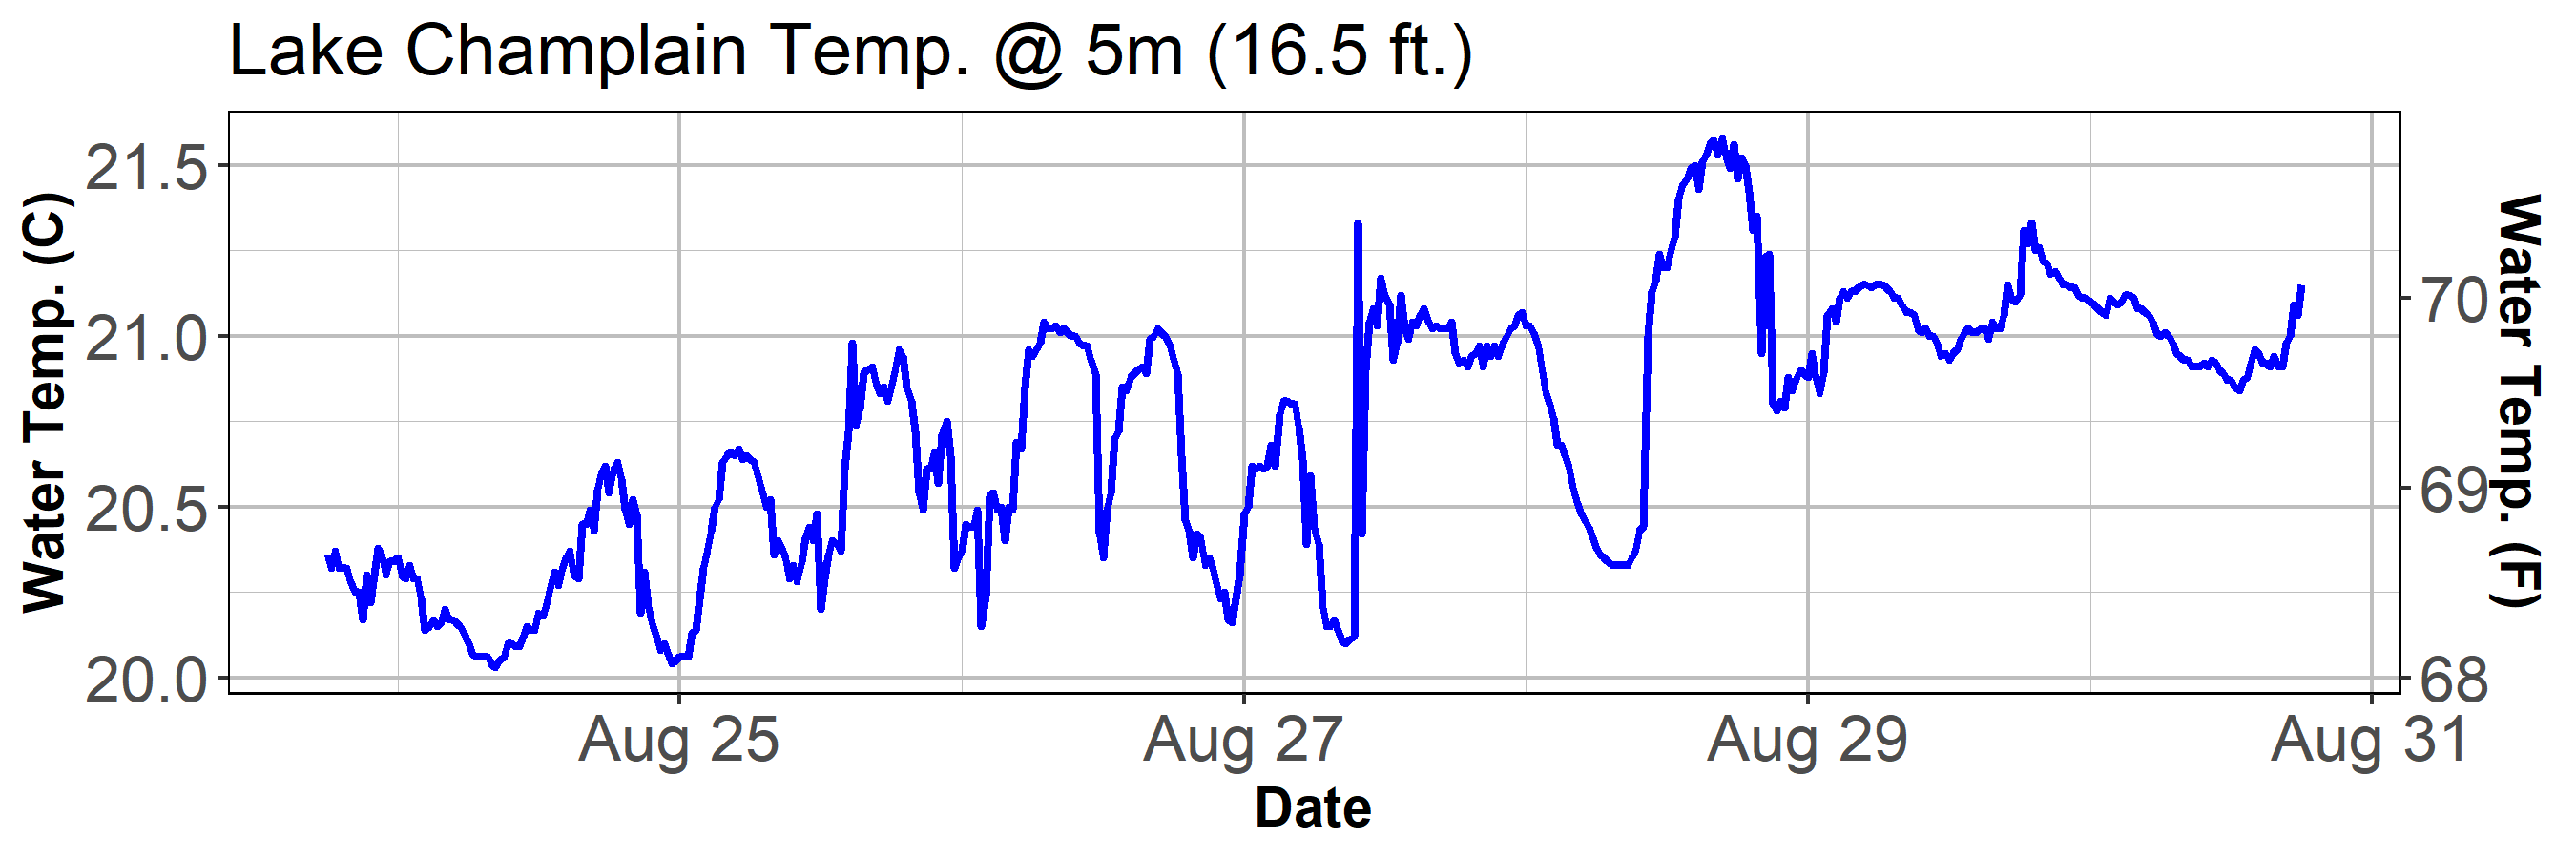 Lake Champlain Temp. @ 5m (16.5 ft.)
Water Temp. (C)
21.5
21.0
20.5
20.0
70
69
68
Water Temp. (F)
Aug 25
Aug 27
Aug 29
Aug 31
Date